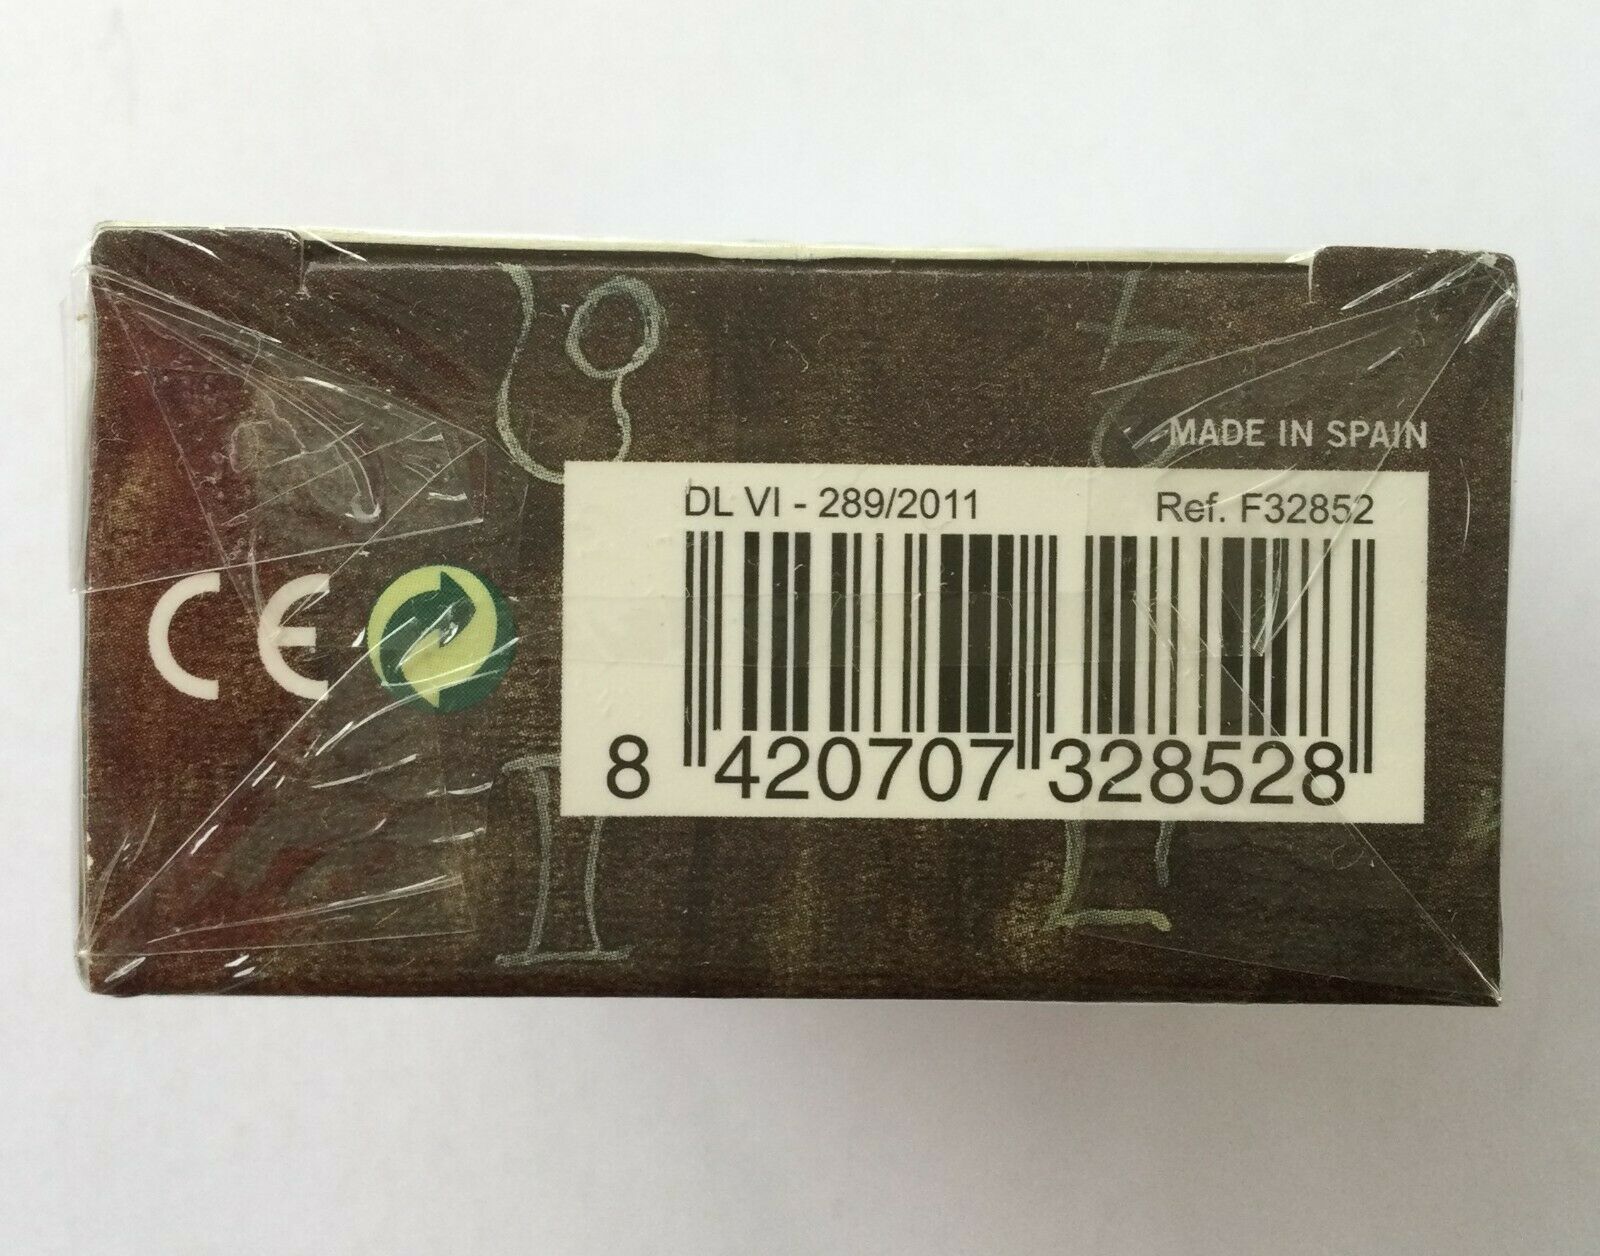 MADE IN SPAIN
DL VI - 289/2011 Ref. F32852
CE
8 420707 328528